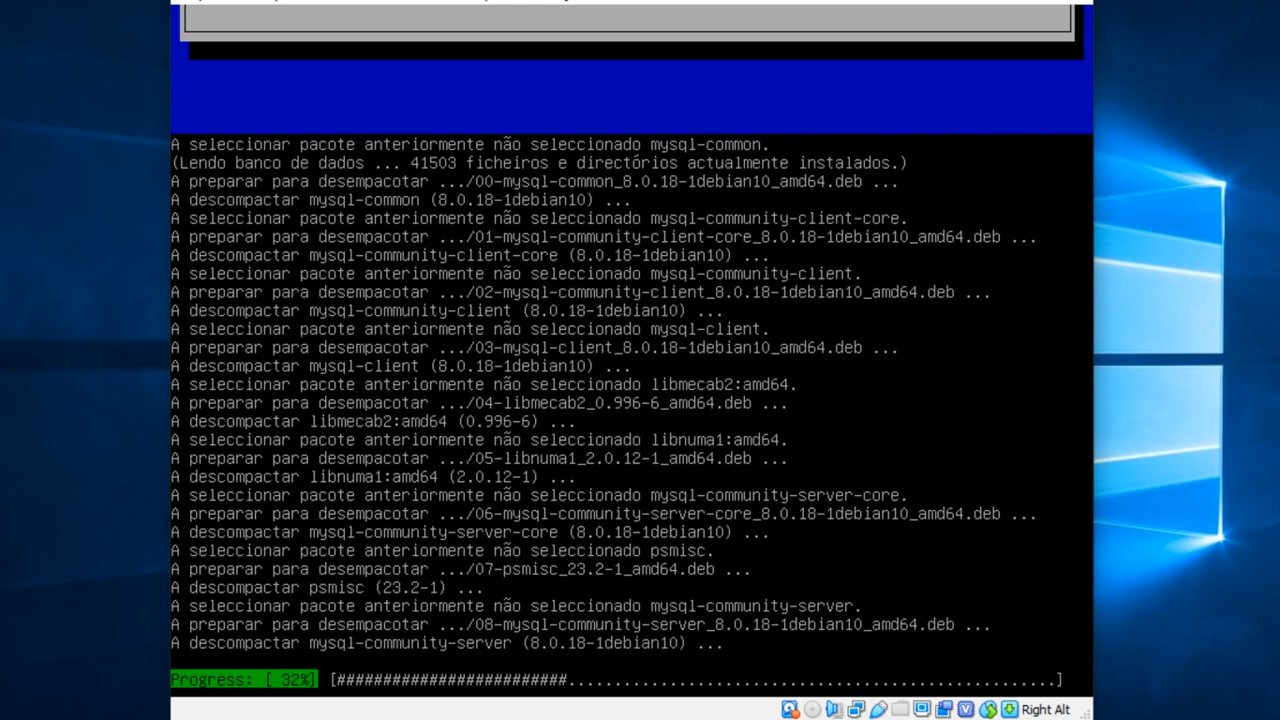 A seleccionar pacote anteriormente não seleccionado mysql-common.
(Lendo banco de dados ... 41503 ficheiros e directórios actualmente instalados.)
A preparar para desempacotar .../00-mysql-common_8.0.18-1debian10_amd64.deb ...
A descompactar mysql-common (8.0.18-1debian10) ...
A seleccionar pacote anteriormente não seleccionado mysql-community-client-core.
A preparar para desempacotar .../01-mysql-community-client-core_8.0.18-1debian10_amd64.deb ...
A descompactar mysql-community-client-core (8.0.18-1debian10) ...
A seleccionar pacote anteriormente não seleccionado mysql-community-client.
A preparar para desempacotar .../02-mysql-community-client_8.0.18-1debian10_amd64.deb ...
A descompactar mysql-community-client (8.0.18-1debian10) ...
A seleccionar pacote anteriormente não seleccionado mysql-client.
A preparar para desempacotar .../03-mysql-client_8.0.18-1debian10_amd64.deb ...
A descompactar mysql-client (8.0.18-1debian10) ...
A seleccionar pacote anteriormente não seleccionado libmecab2:amd64.
A preparar para desempacotar .../04-libmecab2_0.996-6_amd64.deb ...
A descompactar libmecab2:amd64 (0.996-6) ...
A seleccionar pacote anteriormente não seleccionado libnuma1:amd64.
A preparar para desempacotar .../05-libnuma1_2.0.12-1_amd64.deb ...
A descompactar libnuma1:amd64 (2.0.12-1) ...
A seleccionar pacote anteriormente não seleccionado mysql-community-server-core.
A preparar para desempacotar .../06-mysql-community-server-core_8.0.18-1debian10_amd64.deb ...
A descompactar mysql-community-server-core (8.0.18-1debian10) ...
A seleccionar pacote anteriormente não seleccionado psmisc.
A preparar para desempacotar .../07-psmisc_23.2-1_amd64.deb ...
A descompactar psmisc (23.2-1) ...
A seleccionar pacote anteriormente não seleccionado mysql-community-server.
A preparar para desempacotar .../08-mysql-community-server_8.0.18-1debian10_amd64.deb ...
A descompactar mysql-community-server (8.0.18-1debian10) ...
Progress: [ 32%] [#########################.....................................................]
Right Alt